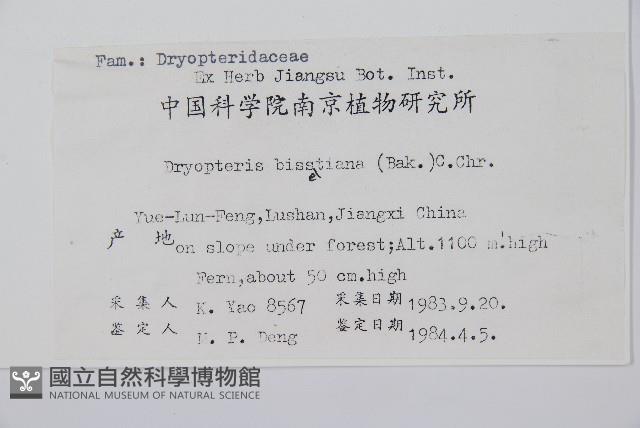 Fam.: Dryopteridaceae
Ex Herb Jiangsu Bot. Inst.
中国科学院南京植物研究所
Dryopteris bissetiana (Bak.)C.Chr.
Yue-Lun-Feng,Lushan,Jiangxi China
产 地 on slope under forest;Alt.1100 m.high
Fern,about 50 cm.high
采集人 K. Yao 8567 采集日期 1983.9.20.
鉴定人 M. P. Deng 鉴定日期 1984.4.5.
國立自然科學博物館
NATIONAL MUSEUM OF NATURAL SCIENCE